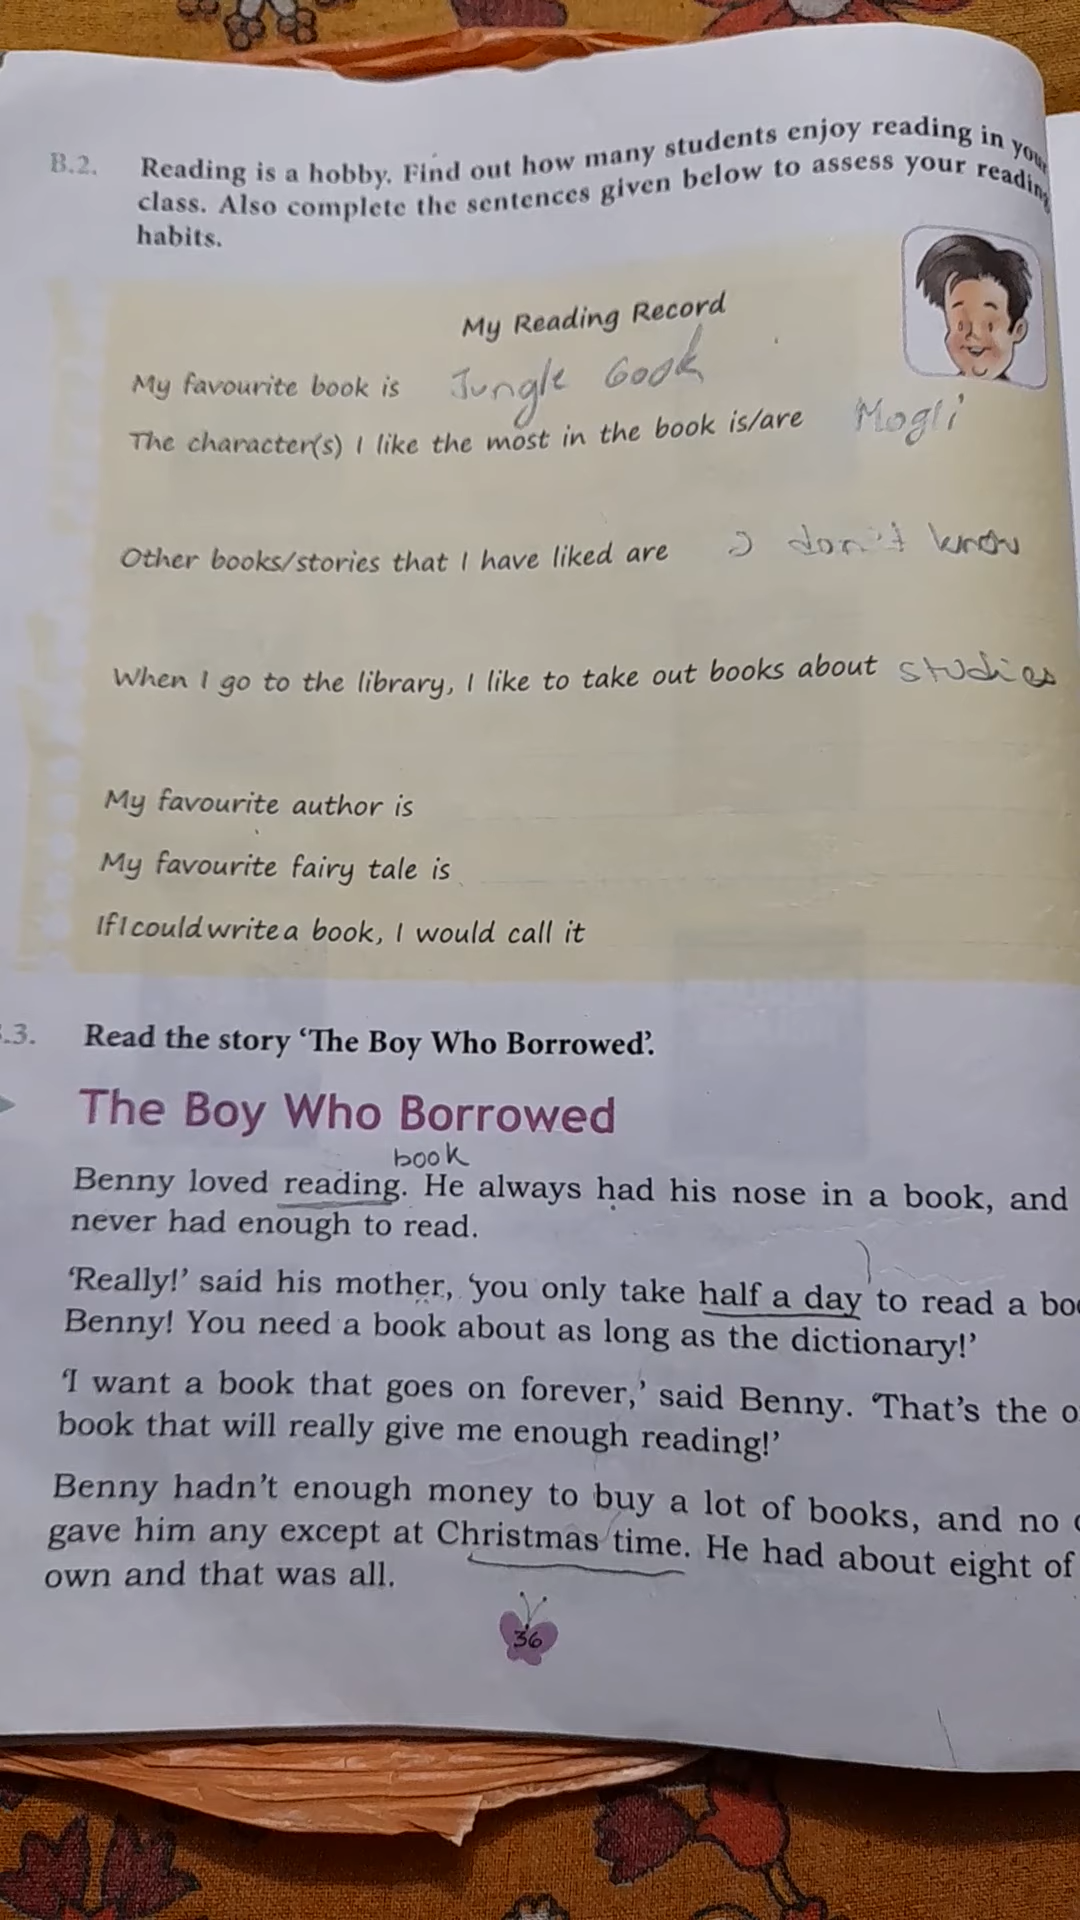 B.2. Reading is a hobby. Find out how many students enjoy reading in your
class. Also complete the sentences given below to assess your reading
habits.
My Reading Record
My favourite book is Jungle Book
The character(s) I like the most in the book is/are Mogli
Other books/stories that I have liked are I don't know
When I go to the library, I like to take out books about studies
My favourite author is
My favourite fairy tale is
If I could write a book, I would call it
.3. Read the story ‘The Boy Who Borrowed’.
The Boy Who Borrowed
book
Benny loved reading. He always had his nose in a book, and
never had enough to read.
‘Really!’ said his mother, ‘you only take half a day to read a boo
Benny! You need a book about as long as the dictionary!’
‘I want a book that goes on forever,’ said Benny. ‘That’s the o
book that will really give me enough reading!’
Benny hadn’t enough money to buy a lot of books, and no o
gave him any except at Christmas time. He had about eight of
own and that was all.
36